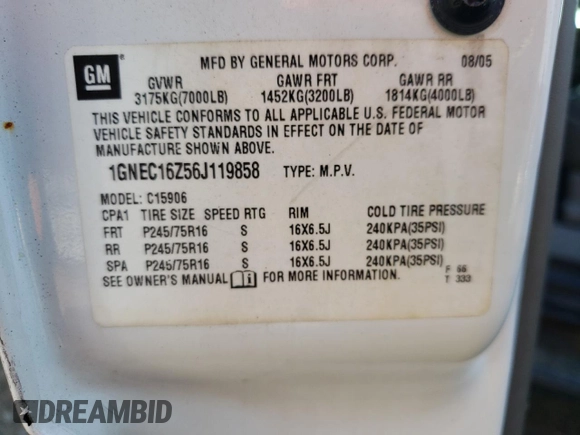 GM
MFD BY GENERAL MOTORS CORP. 08/05
GVWR GAWR FRT GAWR RR
3175KG(7000LB) 1452KG(3200LB) 1814KG(4000LB)
THIS VEHICLE CONFORMS TO ALL APPLICABLE U.S. FEDERAL MOTOR
VEHICLE SAFETY STANDARDS IN EFFECT ON THE DATE OF
MANUFACTURE SHOWN ABOVE.
1GNEC16Z56J119858 TYPE: M.P.V.
MODEL: C15906
CPA1 TIRE SIZE SPEED RTG RIM COLD TIRE PRESSURE
FRT P245/75R16 S 16X6.5J 240KPA(35PSI)
RR P245/75R16 S 16X6.5J 240KPA(35PSI)
SPA P245/75R16 S 16X6.5J 240KPA(35PSI)
SEE OWNER'S MANUAL i FOR MORE INFORMATION. F 66
T 333
DREAMBID